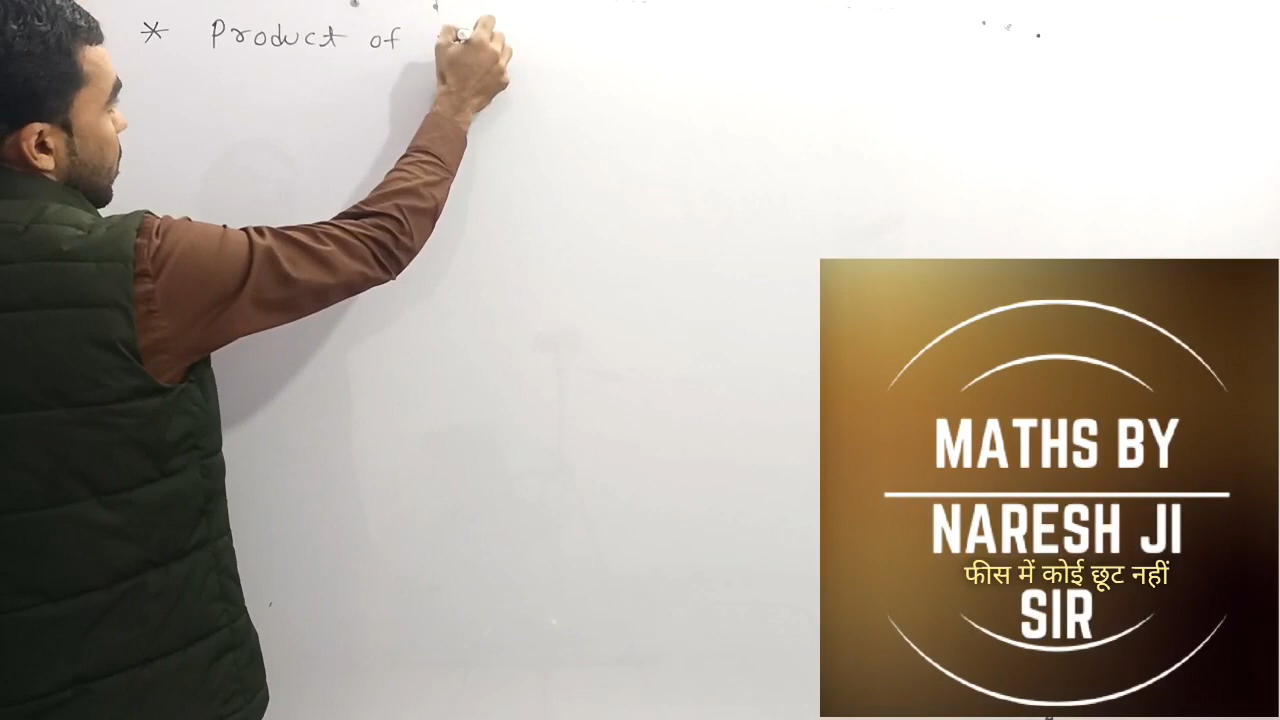 * Product of
MATHS BY
NARESH JI
फीस में कोई छूट नहीं
SIR